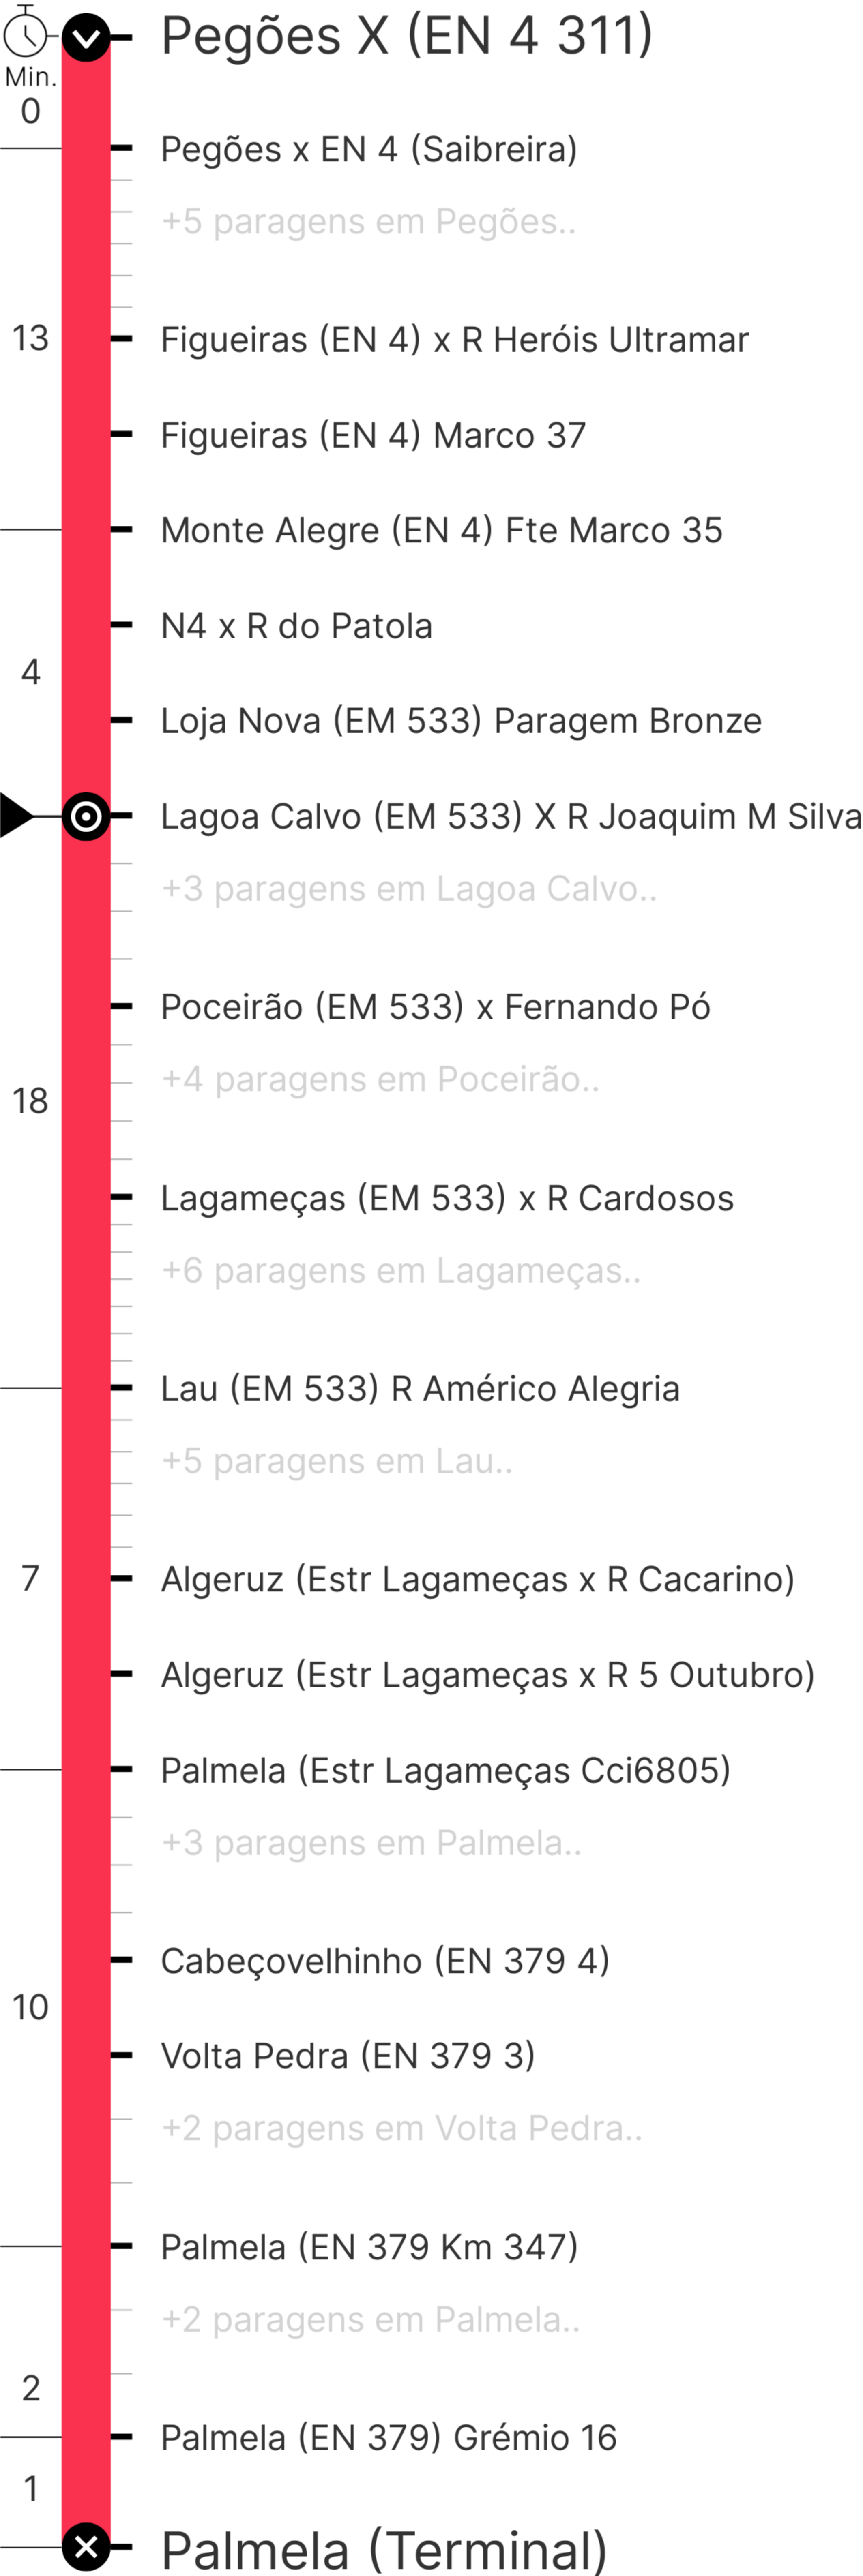 Pegões X (EN 4 311)
Min.
0
Pegões x EN 4 (Saibreira)
+5 paragens em Pegões..
13
Figueiras (EN 4) x R Heróis Ultramar
Figueiras (EN 4) Marco 37
Monte Alegre (EN 4) Fte Marco 35
N4 x R do Patola
4
Loja Nova (EM 533) Paragem Bronze
Lagoa Calvo (EM 533) X R Joaquim M Silva
+3 paragens em Lagoa Calvo..
Poceirão (EM 533) x Fernando Pó
+4 paragens em Poceirão..
18
Lagameças (EM 533) x R Cardosos
+6 paragens em Lagameças..
Lau (EM 533) R Américo Alegria
+5 paragens em Lau..
7
Algeruz (Estr Lagameças x R Cacarino)
Algeruz (Estr Lagameças x R 5 Outubro)
Palmela (Estr Lagameças Cci6805)
+3 paragens em Palmela..
Cabeçovelhinho (EN 379 4)
10
Volta Pedra (EN 379 3)
+2 paragens em Volta Pedra..
Palmela (EN 379 Km 347)
+2 paragens em Palmela..
2
Palmela (EN 379) Grémio 16
1
Palmela (Terminal)